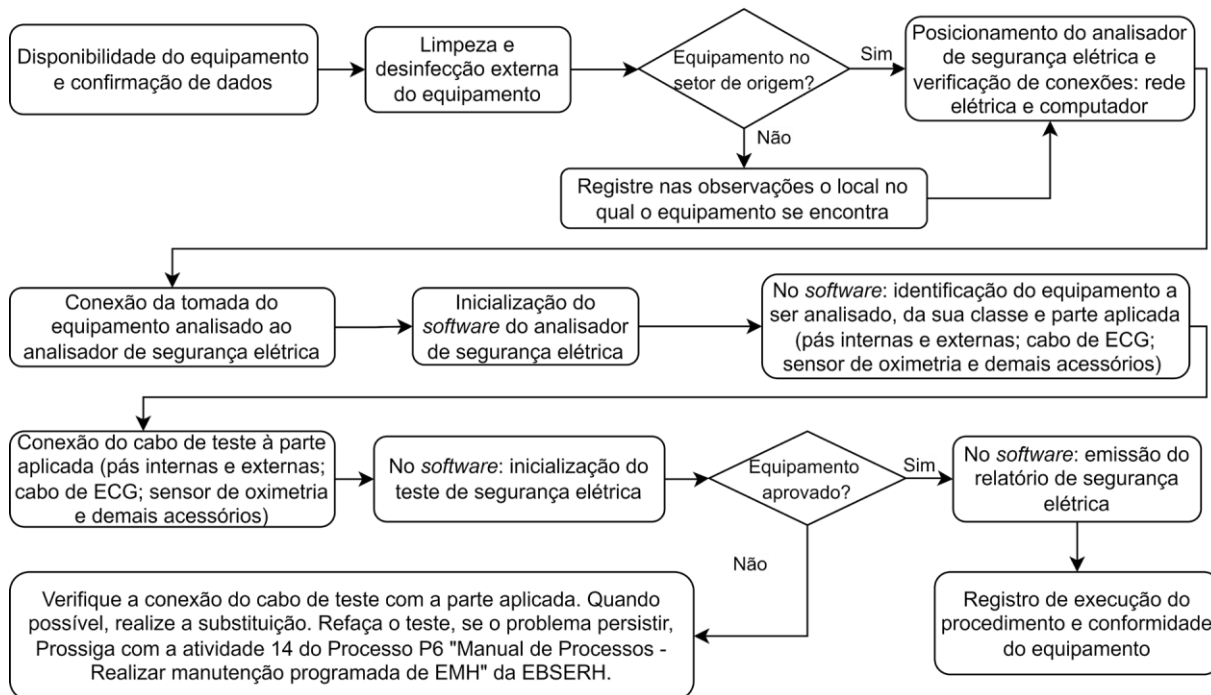 Disponibilidade do equipamento
e confirmação de dados
Limpeza e
desinfecção externa
do equipamento
Equipamento no
setor de origem?
Sim
Posicionamento do analisador
de segurança elétrica e
verificação de conexões: rede
elétrica e computador
Não
Registre nas observações o local no
qual o equipamento se encontra
Conexão da tomada do
equipamento analisado ao
analisador de segurança elétrica
Inicialização do
software do analisador
de segurança elétrica
No software: identificação do equipamento a
ser analisado, da sua classe e parte aplicada
(pás internas e externas; cabo de ECG;
sensor de oximetria e demais acessórios)
Conexão do cabo de teste à parte
aplicada (pás internas e externas;
cabo de ECG; sensor de oximetria
e demais acessórios)
No software: inicialização do
teste de segurança elétrica
Equipamento
aprovado?
Sim
No software: emissão do
relatório de segurança
elétrica
Não
Verifique a conexão do cabo de teste com a parte aplicada. Quando
possível, realize a substituição. Refaça o teste, se o problema persistir,
Prossiga com a atividade 14 do Processo P6 "Manual de Processos -
Realizar manutenção programada de EMH" da EBSERH.
Registro de execução do
procedimento e conformidade
do equipamento